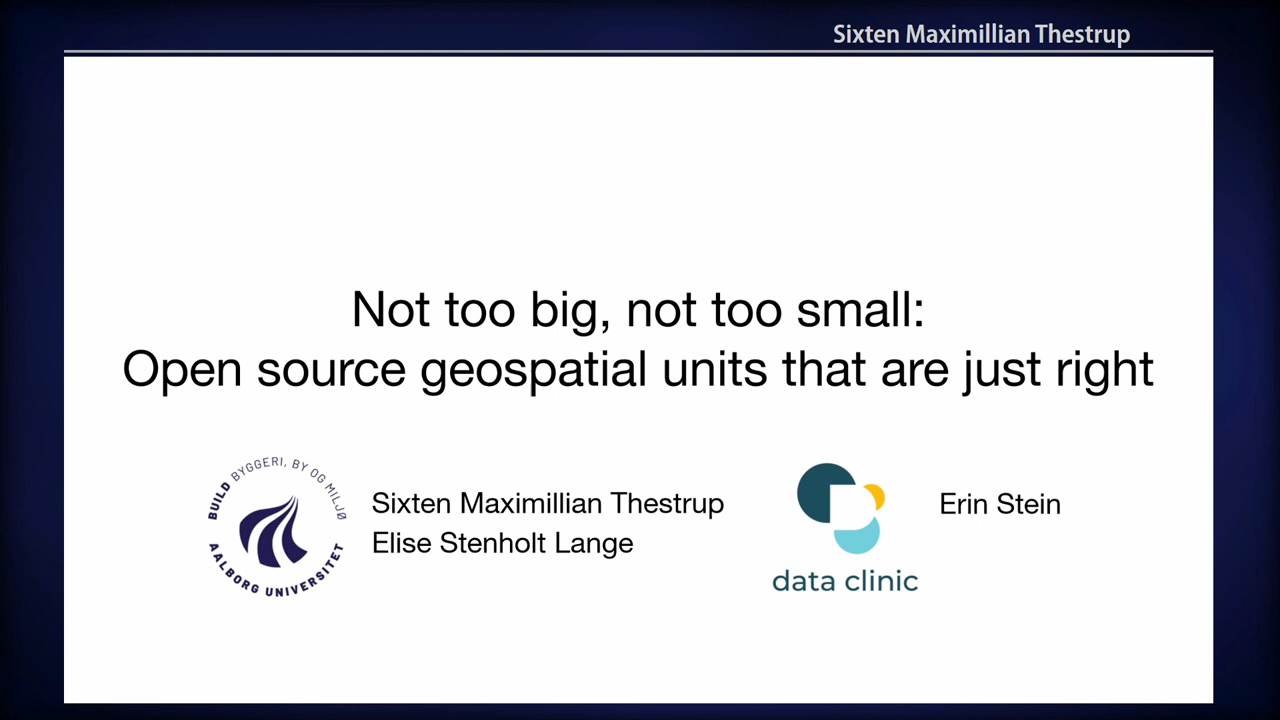 Sixten Maximillian Thestrup
Not too big, not too small:
Open source geospatial units that are just right
BUILD BYGGERI, BY OG MILJØ
AALBORG UNIVERSITET
Sixten Maximillian Thestrup
Elise Stenholt Lange
data clinic
Erin Stein